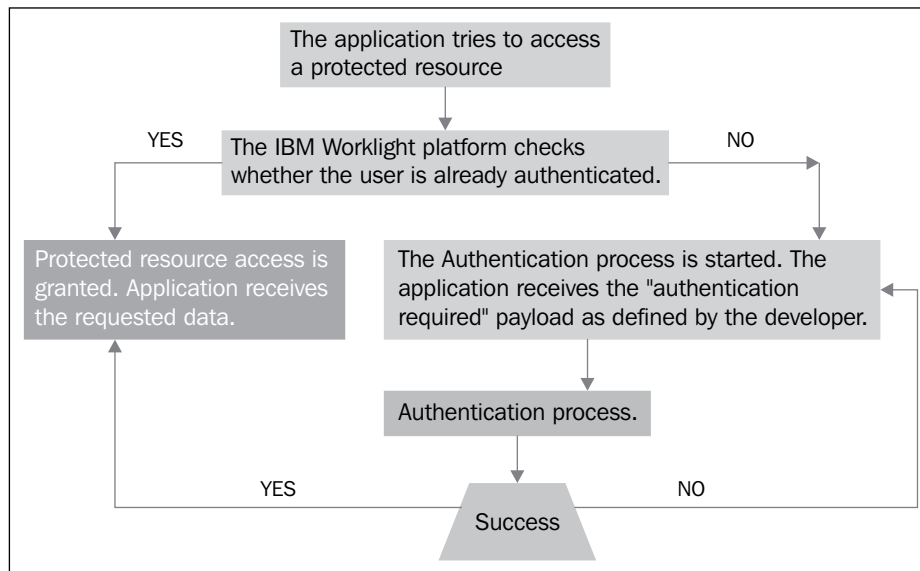 The application tries to access
a protected resource
YES
NO
The IBM Worklight platform checks
whether the user is already authenticated.
Protected resource access is
granted. Application receives
the requested data.
The Authentication process is started. The
application receives the "authentication
required" payload as defined by the developer.
Authentication process.
YES
NO
Success